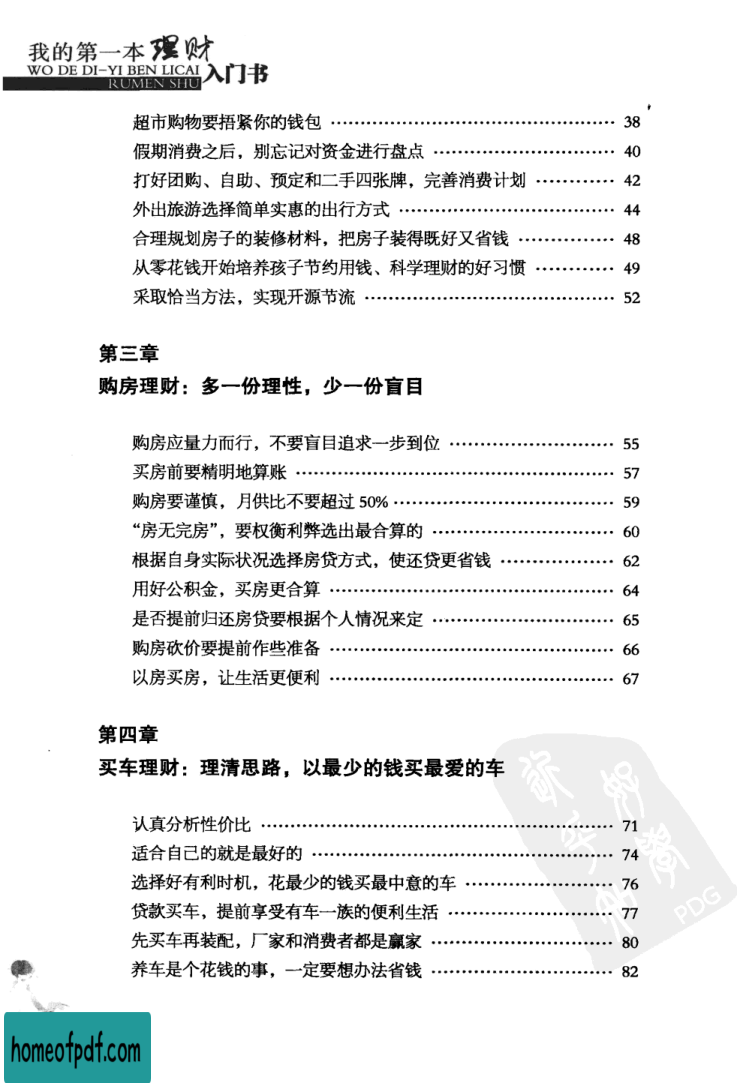 我的第一本理财
WO DE DI-YI BEN LICAI
入门书
RUMEN SHU
超市购物要捂紧你的钱包 …………………………………………… 38
假期消费之后，别忘记对资金进行盘点 …………………………… 40
打好团购、自助、预定和二手四张牌，完善消费计划 ………… 42
外出旅游选择简单实惠的出行方式 ………………………………… 44
合理规划房子的装修材料，把房子装得既好又省钱 …………… 48
从零花钱开始培养孩子节约用钱、科学理财的好习惯 ………… 49
采取恰当方法，实现开源节流 ……………………………………… 52
第三章
购房理财：多一份理性，少一份盲目
购房应量力而行，不要盲目追求一步到位 ………………………… 55
买房前要精明地算账 ………………………………………………… 57
购房要谨慎，月供比不要超过 50% ………………………………… 59
“房无完房”，要权衡利弊选出最合算的 …………………………… 60
根据自身实际状况选择房贷方式，使还贷更省钱 ……………… 62
用好公积金，买房更合算 …………………………………………… 64
是否提前归还房贷要根据个人情况来定 …………………………… 65
购房砍价要提前作些准备 …………………………………………… 66
以房买房，让生活更便利 …………………………………………… 67
第四章
买车理财：理清思路，以最少的钱买最爱的车
认真分析性价比 ……………………………………………………… 71
适合自己的就是最好的 ……………………………………………… 74
选择好有利时机，花最少的钱买最中意的车 ……………………… 76
贷款买车，提前享受有车一族的便利生活 ………………………… 77
先买车再装配，厂家和消费者都是赢家 …………………………… 80
养车是个花钱的事，一定要想办法省钱 …………………………… 82
PDG
homeofpdf.com